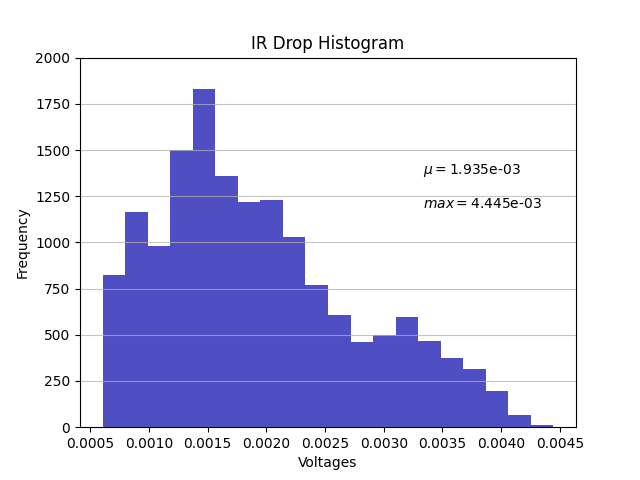 IR Drop Histogram
2000
1750
1500
1250
1000
750
500
250
0
Frequency
μ = 1.935e-03
max = 4.445e-03
0.0005 0.0010 0.0015 0.0020 0.0025 0.0030 0.0035 0.0040 0.0045
Voltages